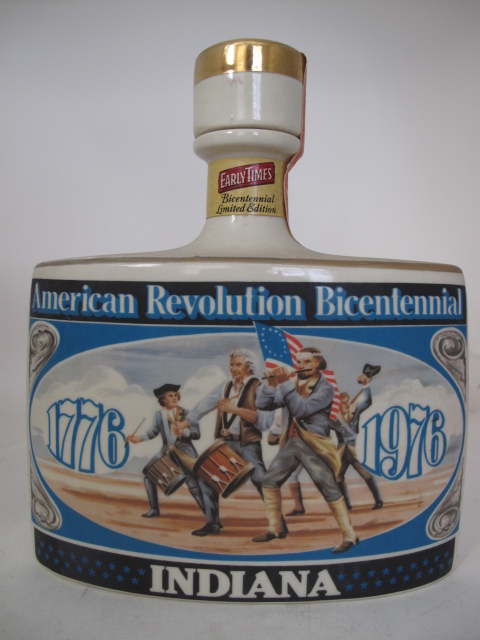 EARLY TIMES
Bicentennial
Limited Edition
American Revolution Bicentennial
1776
1976
INDIANA